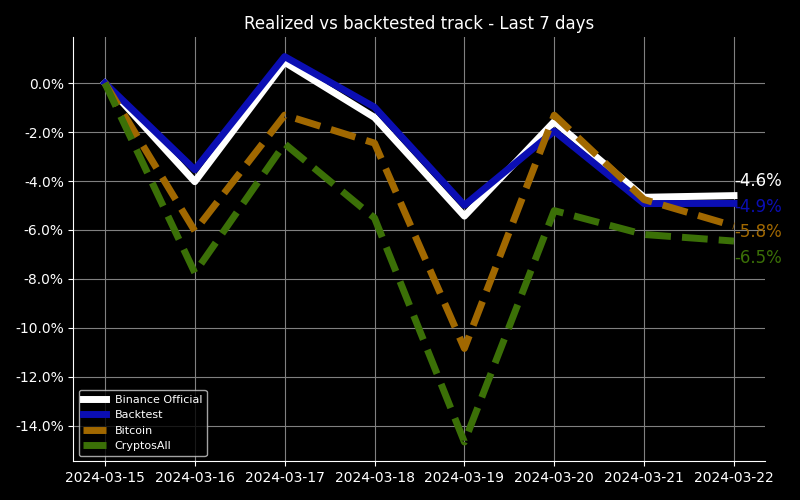 Realized vs backtested track - Last 7 days
0.0%
-2.0%
-4.0%
-6.0%
-8.0%
-10.0%
-12.0%
-14.0%
-4.6%
-4.9%
-5.8%
-6.5%
Binance Official
Backtest
Bitcoin
CryptosAll
2024-03-15 2024-03-16 2024-03-17 2024-03-18 2024-03-19 2024-03-20 2024-03-21 2024-03-22